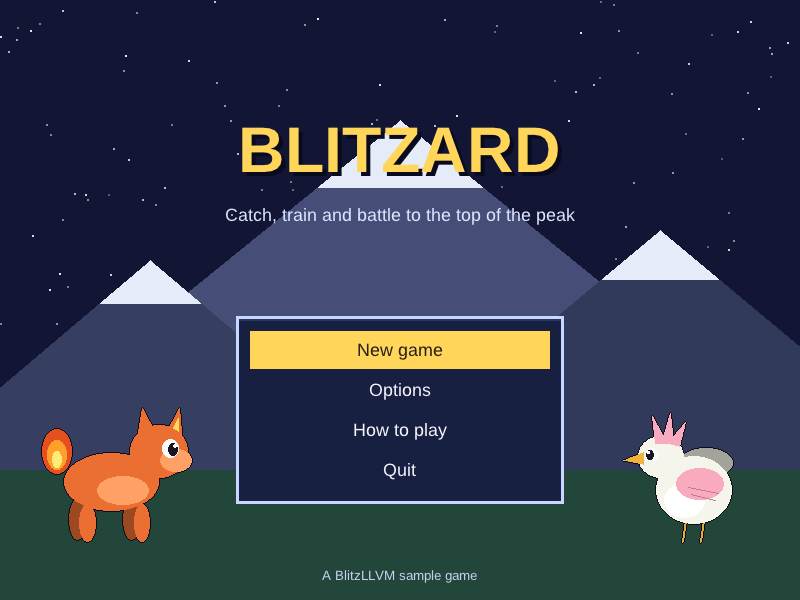 BLITZARD
Catch, train and battle to the top of the peak
New game
Options
How to play
Quit
A BlitzLLVM sample game